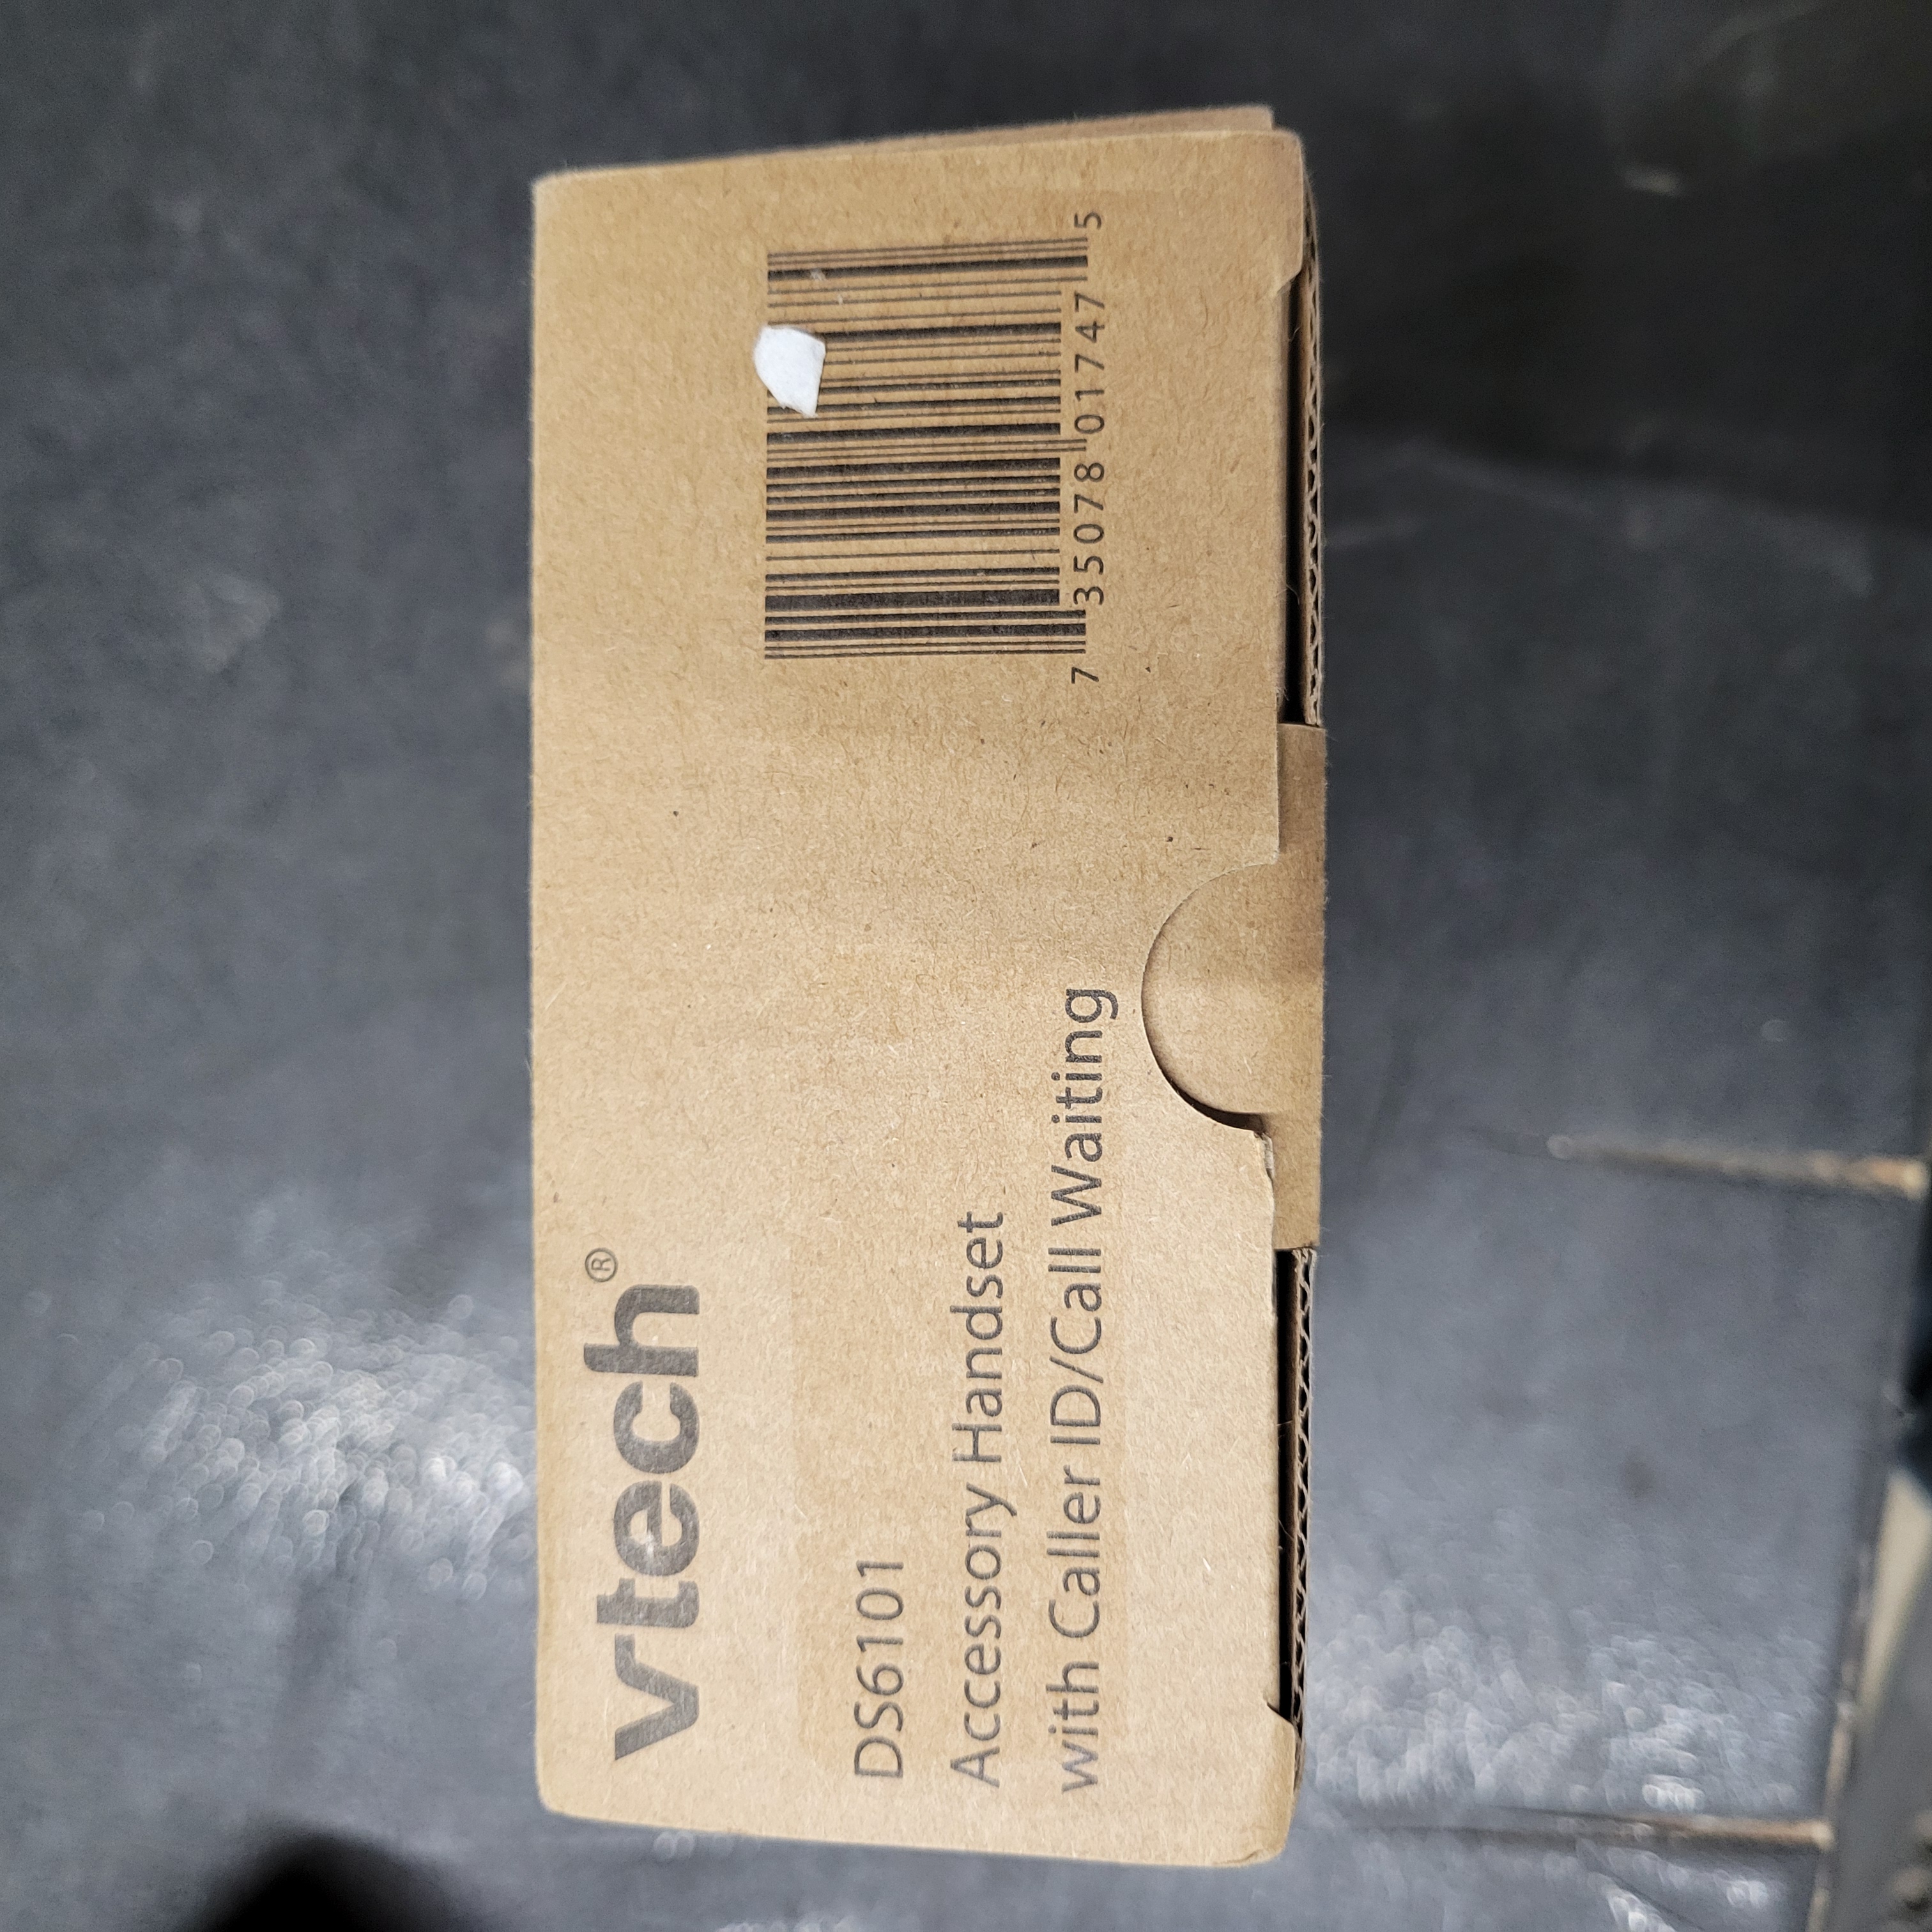 vtech®
DS6101
Accessory Handset
with Caller ID/Call Waiting
7 35078 01747 5